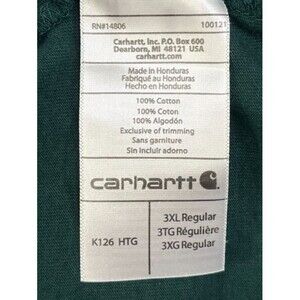 RN#14806 100121
Carhartt, Inc. P.O. Box 600
Dearborn, MI 48121 USA
carhartt.com
Made in Honduras
Fabriqué au Honduras
Hecho en Honduras
100% Cotton
100% Cotton
100% Algodón
Exclusive of trimming
Sans garniture
Sin incluir adorno
carhartt
K126 HTG
3XL Regular
3TG Régulière
3XG Regular